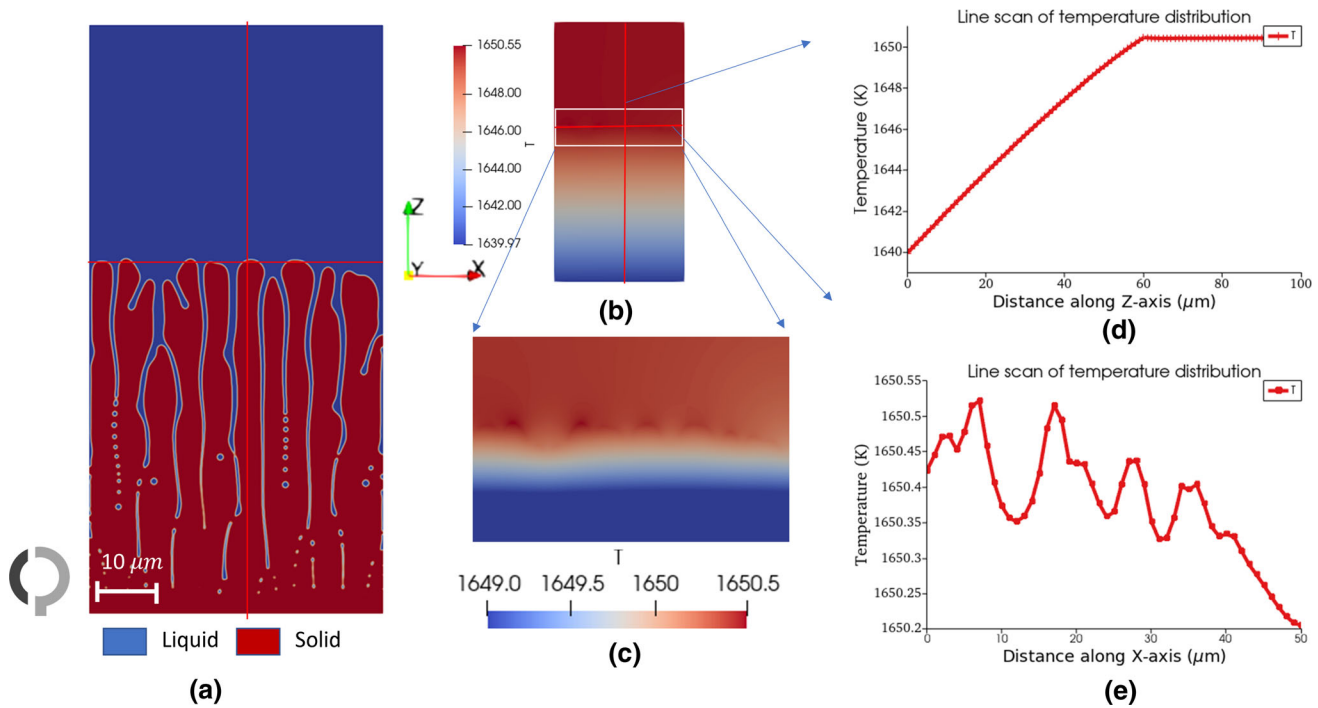 10 μm
Liquid
Solid
(a)
1650.55
1648.00
1646.00
1644.00
1642.00
1639.97
T
Z
Y
X
(b)
T
1649.0 1649.5 1650 1650.5
(c)
Line scan of temperature distribution
T
Temperature (K)
1650
1648
1646
1644
1642
1640
0 20 40 60 80 100
Distance along Z-axis (μm)
(d)
Line scan of temperature distribution
T
Temperature (K)
1650.55
1650.5
1650.45
1650.4
1650.35
1650.3
1650.25
1650.2
0 10 20 30 40 50
Distance along X-axis (μm)
(e)